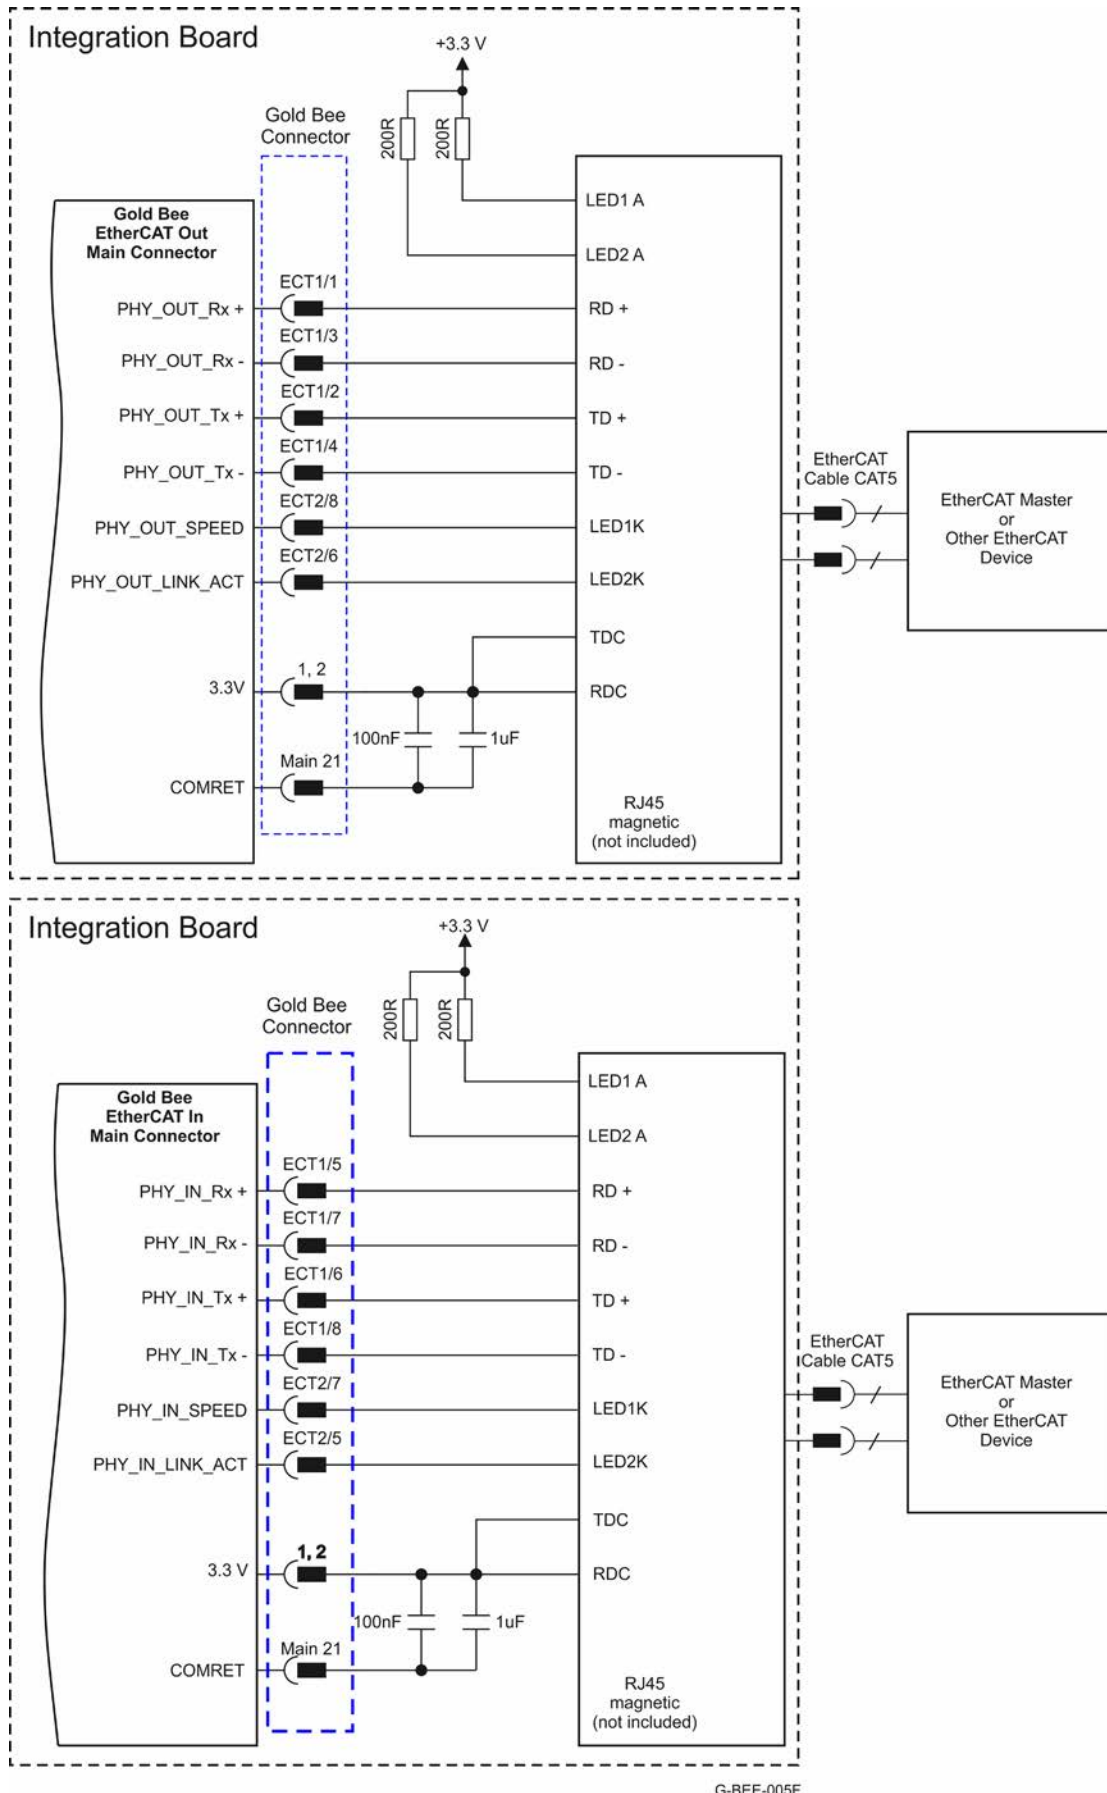 Integration Board
+3.3 V
Gold Bee
Connector
200R
200R
LED1 A
Gold Bee
EtherCAT Out
Main Connector
LED2 A
ECT1/1
PHY_OUT_Rx +
RD +
ECT1/3
PHY_OUT_Rx -
RD -
ECT1/2
PHY_OUT_Tx +
TD +
ECT1/4
PHY_OUT_Tx -
TD -
EtherCAT
Cable CAT5
EtherCAT Master
or
Other EtherCAT
Device
ECT2/8
PHY_OUT_SPEED
LED1K
ECT2/6
PHY_OUT_LINK_ACT
LED2K
TDC
1, 2
3.3V
RDC
100nF
1uF
Main 21
COMRET
RJ45
magnetic
(not included)
Integration Board
+3.3 V
Gold Bee
Connector
200R
200R
LED1 A
Gold Bee
EtherCAT In
Main Connector
LED2 A
ECT1/5
PHY_IN_Rx +
RD +
ECT1/7
PHY_IN_Rx -
RD -
ECT1/6
PHY_IN_Tx +
TD +
ECT1/8
PHY_IN_Tx -
TD -
EtherCAT
Cable CAT5
EtherCAT Master
or
Other EtherCAT
Device
ECT2/7
PHY_IN_SPEED
LED1K
ECT2/5
PHY_IN_LINK_ACT
LED2K
TDC
1, 2
3.3 V
RDC
100nF
1uF
Main 21
COMRET
RJ45
magnetic
(not included)